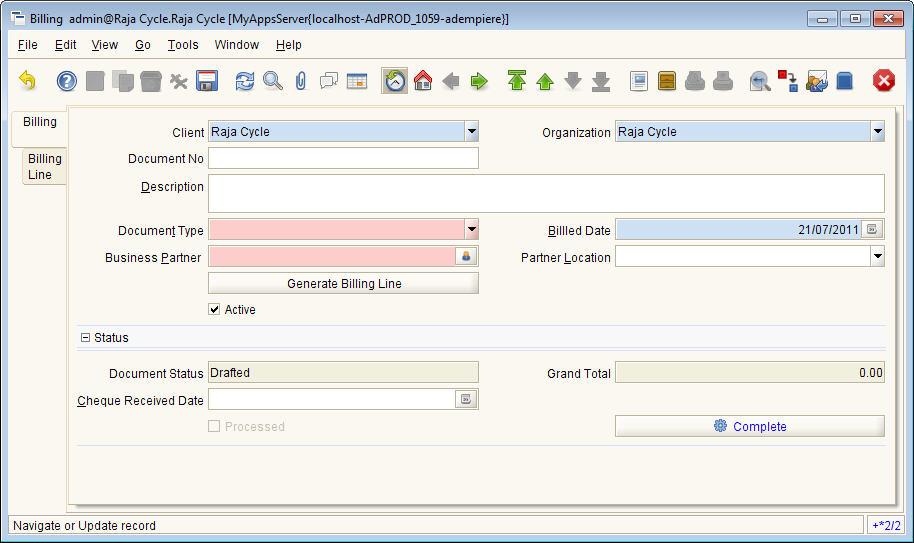 Billing admin@Raja Cycle.Raja Cycle [MyAppsServer{localhost-AdPROD_1059-adempiere}]
File Edit View Go Tools Window Help
Billing
Billing Line
Client Raja Cycle Organization Raja Cycle
Document No
Description
Document Type Billled Date 21/07/2011
Business Partner Partner Location
Generate Billing Line
Active
Status
Document Status Drafted Grand Total 0.00
Cheque Received Date
Processed Complete
Navigate or Update record +*2/2